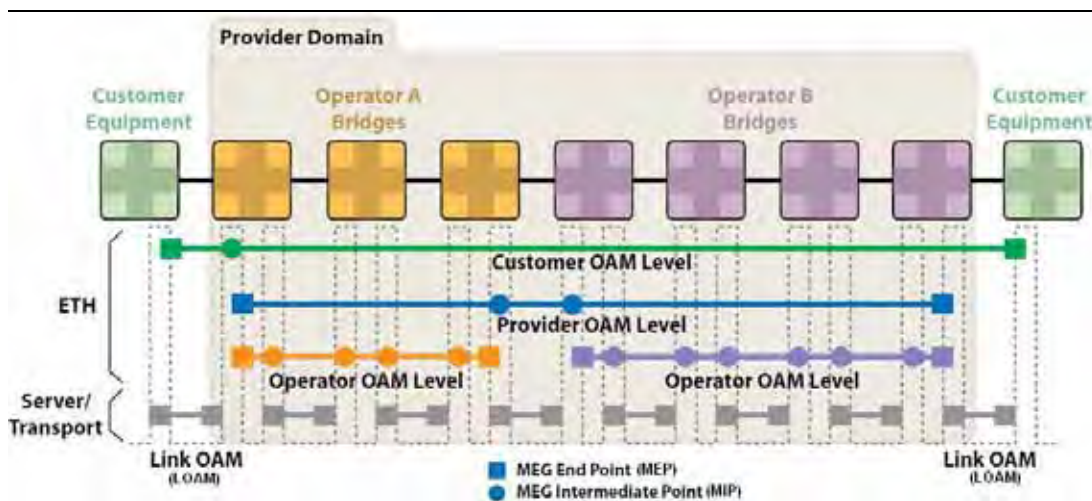 Provider Domain
Customer
Equipment
Operator A
Bridges
Operator B
Bridges
Customer
Equipment
Customer OAM Level
ETH
Provider OAM Level
Operator OAM Level
Operator OAM Level
Server/
Transport
Link OAM
(LOAM)
Link OAM
(LOAM)
MEG End Point (MEP)
MEG Intermediate Point (MIP)